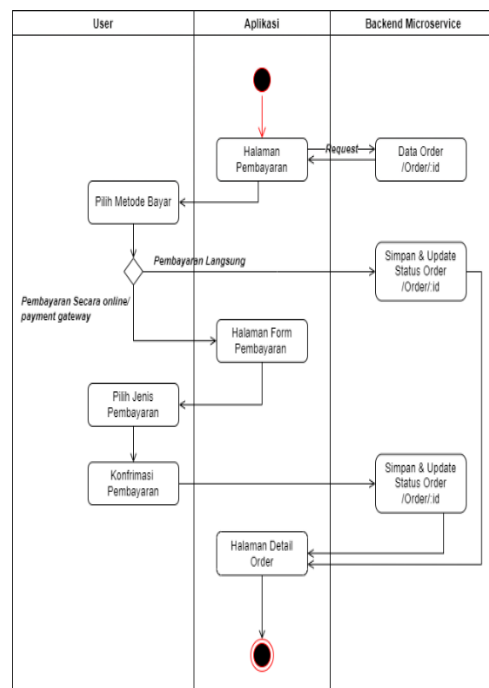 User
Aplikasi
Backend Microservice
Halaman
Pembayaran
Request
Data Order
/Order/:id
Pilih Metode Bayar
Pembayaran Langsung
Simpan & Update
Status Order
/Order/:id
Pembayaran Secara online/
payment gateway
Halaman Form
Pembayaran
Pilih Jenis
Pembayaran
Konfrimasi
Pembayaran
Simpan & Update
Status Order
/Order/:id
Halaman Detail
Order